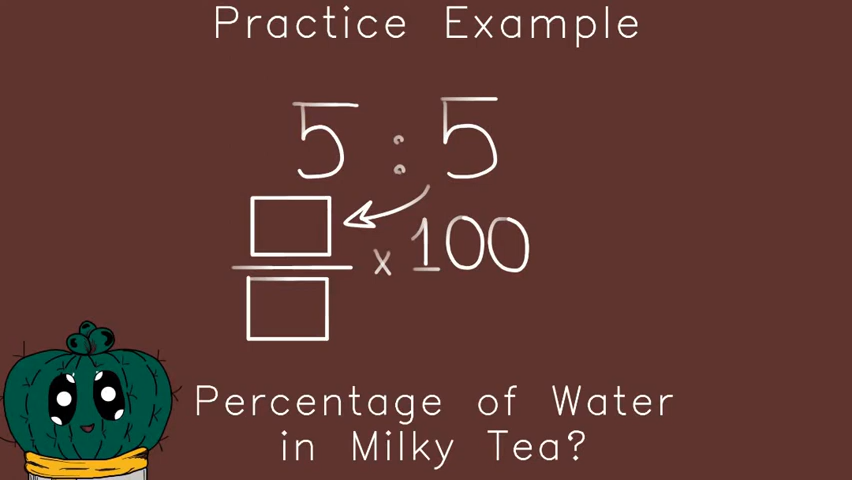 Practice Example
5 : 5
x 100
Percentage of Water
in Milky Tea?